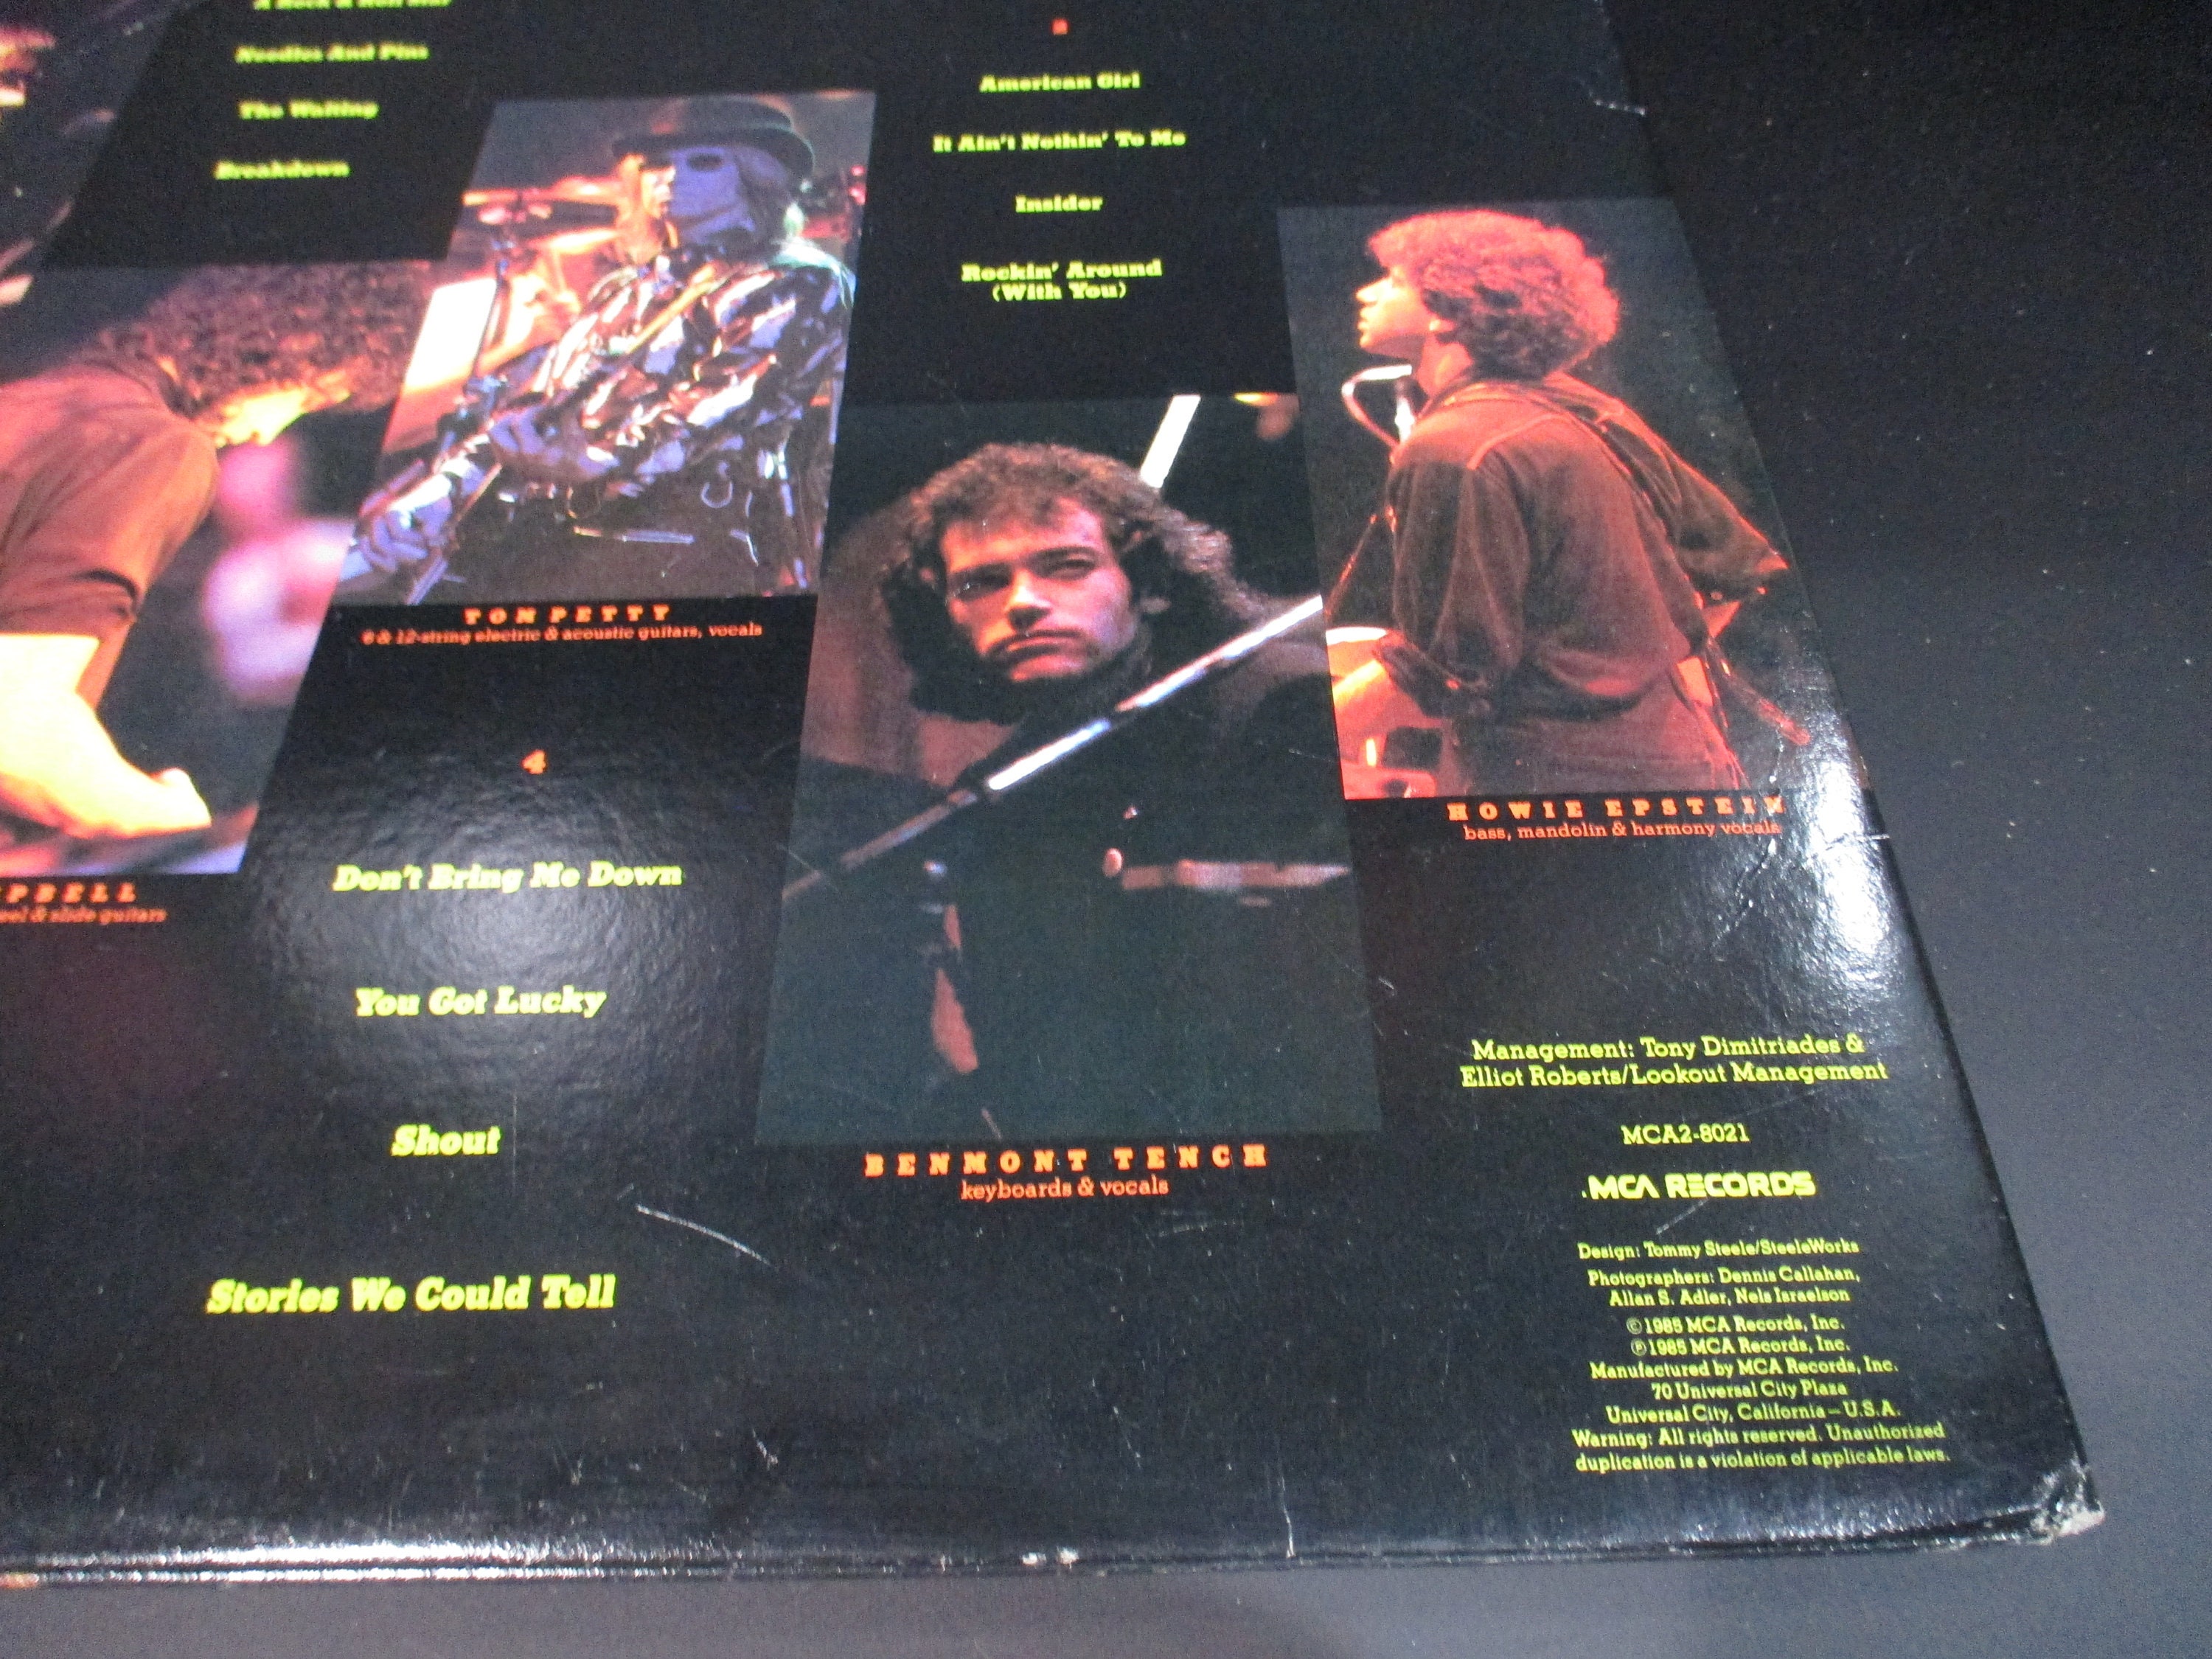 Needles And Pins
The Waiting
Breakdown
2
American Girl
It Ain't Nothin' To Me
Insider
Rockin' Around
(With You)
TOM PETTY
6 & 12-string electric & acoustic guitars, vocals
HOWIE EPSTEIN
bass, mandolin & harmony vocals
PBELL
slide guitars
4
Don't Bring Me Down
You Got Lucky
Shout
Stories We Could Tell
BENMONT TENCH
keyboards & vocals
Management: Tony Dimitriades &
Elliot Roberts/Lookout Management
MCA2-8021
MCA RECORDS
Design: Tommy Steele/SteeleWorks
Photographers: Dennis Callahan,
Allan S. Adler, Nels Israelson
©1985 MCA Records, Inc.
℗1985 MCA Records, Inc.
Manufactured by MCA Records, Inc.
70 Universal City Plaza
Universal City, California – U.S.A.
Warning: All rights reserved. Unauthorized
duplication is a violation of applicable laws.